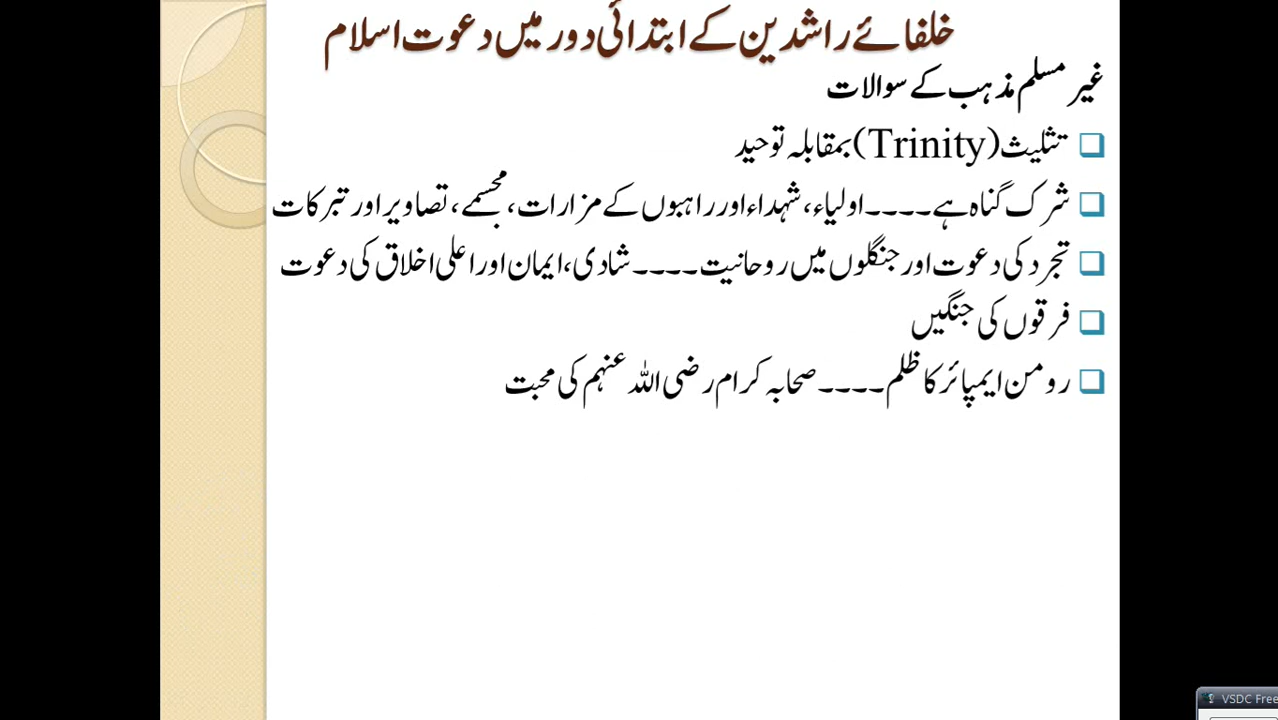 خلفائے راشدین کے ابتدائی دور میں دعوت اسلام
غیر مسلم مذہب کے سوالات
❑ تثلیث (Trinity) بمقابلہ توحید
❑ شرک گناہ ہے۔۔۔۔اولیاء، شہداء اور راہبوں کے مزارات، مجسمے، تصاویر اور تبرکات
❑ تجرد کی دعوت اور جنگلوں میں روحانیت۔۔۔۔شادی، ایمان اور اعلی اخلاق کی دعوت
❑ فرقوں کی جنگیں
❑ رومن ایمپائر کا ظلم۔۔۔۔صحابہ کرام رضی اللہ عنہم کی محبت
VSDC Free